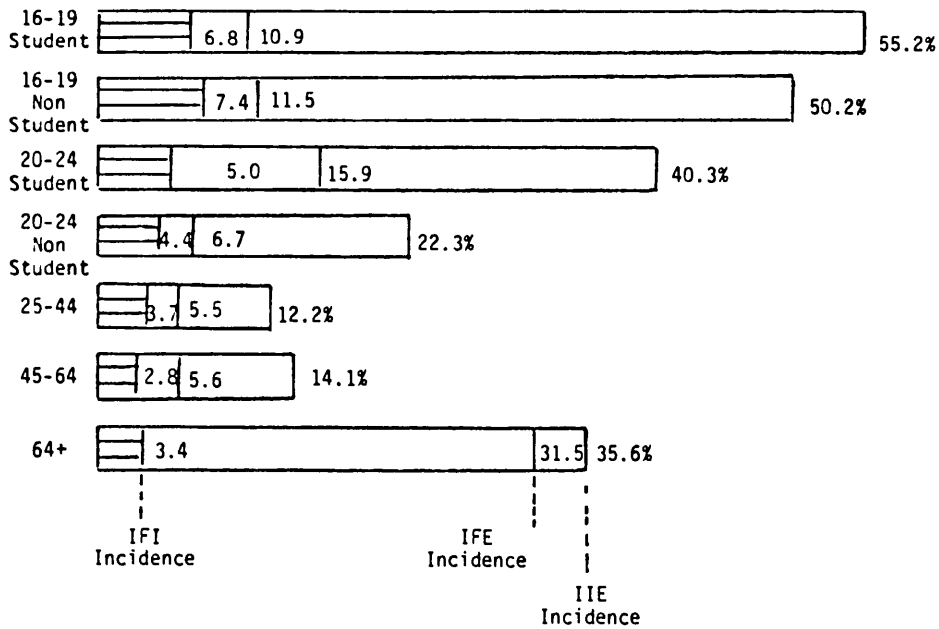 16-19
Student
6.8 10.9
55.2%
16-19
Non
Student
7.4 11.5
50.2%
20-24
Student
5.0 15.9
40.3%
20-24
Non
Student
4.4 6.7
22.3%
25-44
3.7 5.5
12.2%
45-64
2.8 5.6
14.1%
64+
3.4 31.5 35.6%
IFI
Incidence
IFE
Incidence
IIE
Incidence